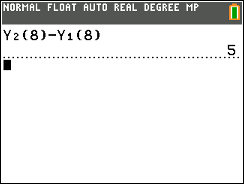 NORMAL FLOAT AUTO REAL DEGREE MP
Y₂(8)-Y₁(8)
5